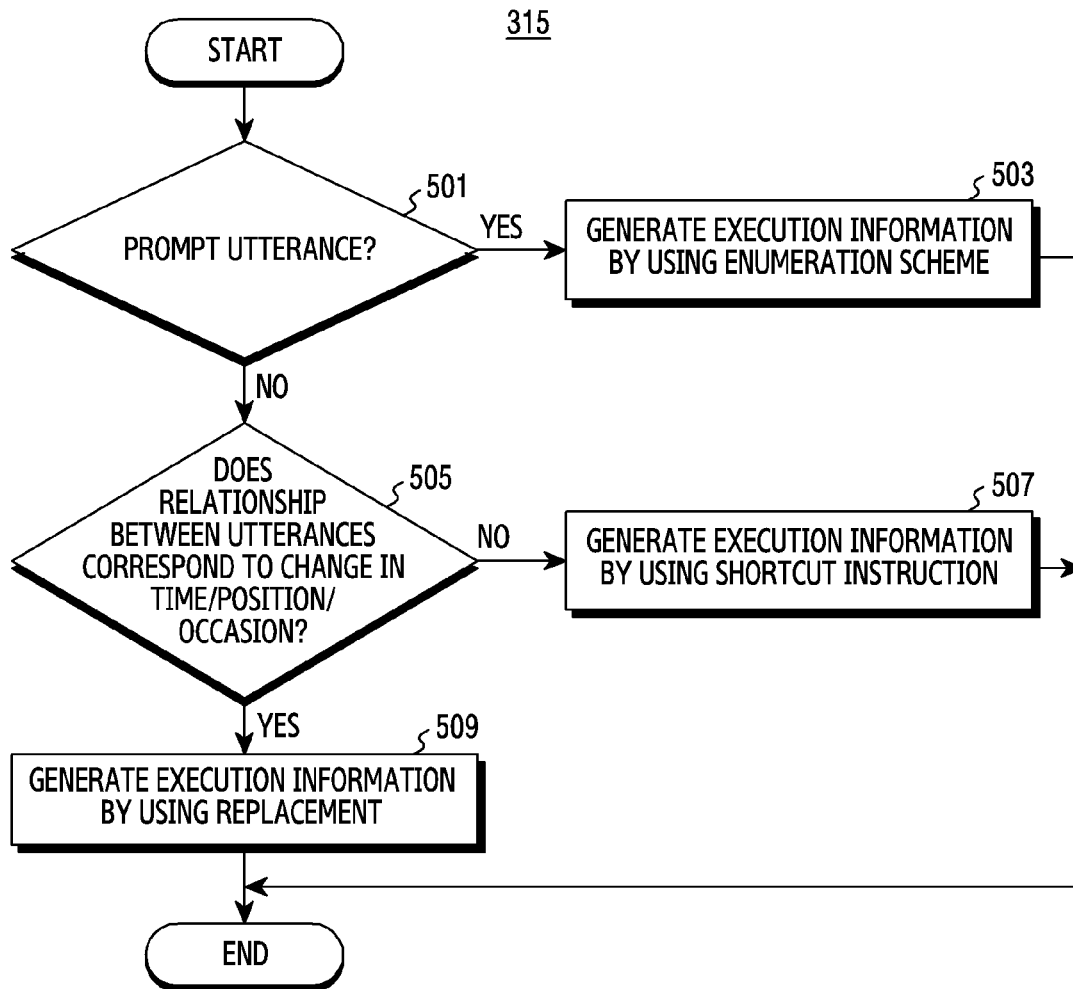 315
START
501
PROMPT UTTERANCE?
YES
503
GENERATE EXECUTION INFORMATION
BY USING ENUMERATION SCHEME
NO
505
DOES
RELATIONSHIP
BETWEEN UTTERANCES
CORRESPOND TO CHANGE IN
TIME/POSITION/
OCCASION?
NO
507
GENERATE EXECUTION INFORMATION
BY USING SHORTCUT INSTRUCTION
YES
509
GENERATE EXECUTION INFORMATION
BY USING REPLACEMENT
END